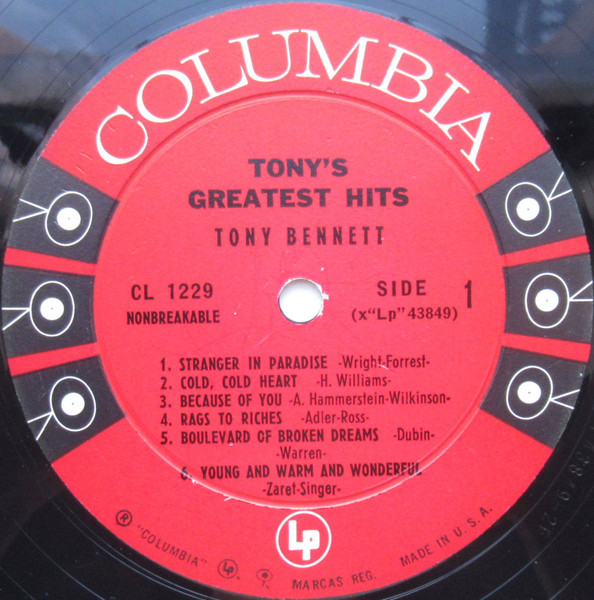 COLUMBIA
TONY'S
GREATEST HITS
TONY BENNETT
CL 1229
NONBREAKABLE
SIDE 1
(x"Lp" 43849)
1. STRANGER IN PARADISE -Wright-Forrest-
2. COLD, COLD HEART -H. Williams-
3. BECAUSE OF YOU -A. Hammerstein-Wilkinson-
4. RAGS TO RICHES -Adler-Ross-
5. BOULEVARD OF BROKEN DREAMS -Dubin-
-Warren-
6. YOUNG AND WARM AND WONDERFUL
-Zaret-Singer-
Lp
® "COLUMBIA" Lp. MARCAS REG. MADE IN U.S.A.